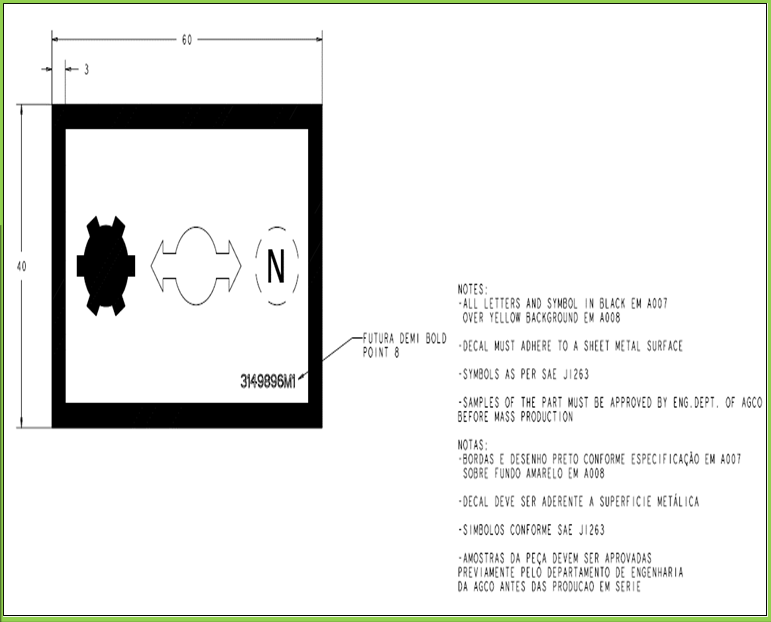 60
3
40
N
3149896M1
FUTURA DEMI BOLD
POINT 8
NOTES:
-ALL LETTERS AND SYMBOL IN BLACK EM A007
OVER YELLOW BACKGROUND EM A008
-DECAL MUST ADHERE TO A SHEET METAL SURFACE
-SYMBOLS AS PER SAE J1263
-SAMPLES OF THE PART MUST BE APPROVED BY ENG.DEPT. OF AGCO
BEFORE MASS PRODUCTION
NOTAS:
-BORDAS E DESENHO PRETO CONFORME ESPECIFICAÇÃO EM A007
SOBRE FUNDO AMARELO EM A008
-DECAL DEVE SER ADERENTE A SUPERFICIE METÁLICA
-SIMBOLOS CONFORME SAE J1263
-AMOSTRAS DA PEÇA DEVEM SER APROVADAS
PREVIAMENTE PELO DEPARTAMENTO DE ENGENHARIA
DA AGCO ANTES DAS PRODUCAO EM SERIE